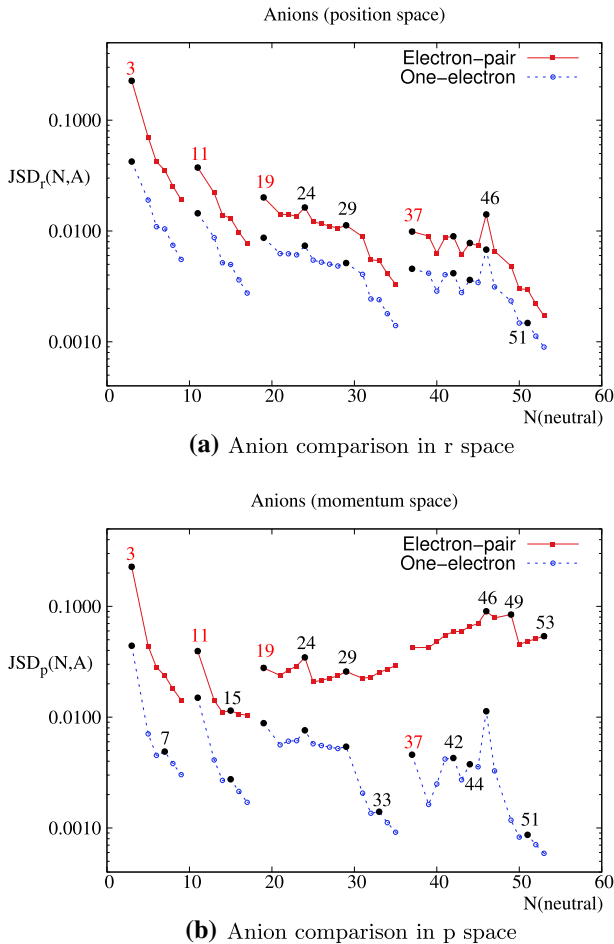 Anions (position space)
Electron-pair
One-electron
3
11
19
24
29
37
46
51
0.1000
JSDr(N,A)
0.0100
0.0010
0 10 20 30 40 50 60
N(neutral)
(a) Anion comparison in r space
Anions (momentum space)
Electron-pair
One-electron
3
7
11
15
19
24
29
33
37
42
44
46
49
51
53
0.1000
JSDp(N,A)
0.0100
0.0010
0 10 20 30 40 50 60
N(neutral)
(b) Anion comparison in p space